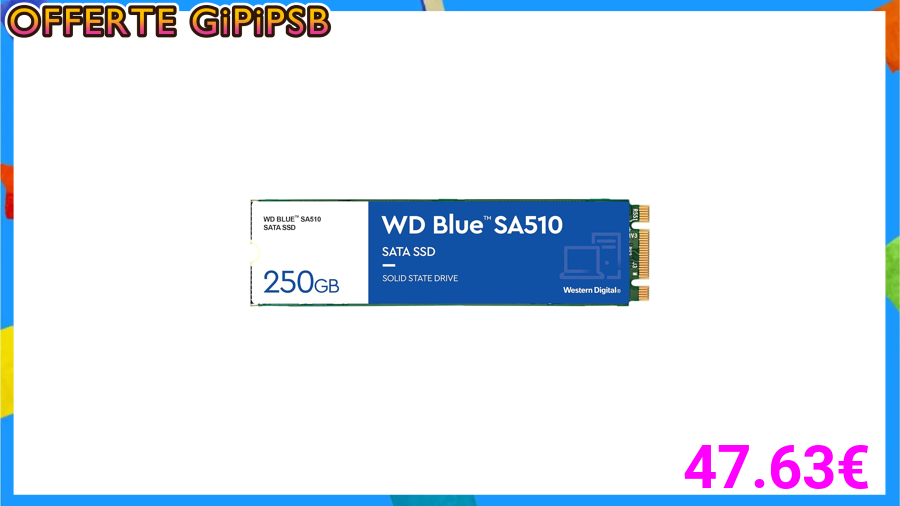 OFFERTE GiPiPSB
WD BLUE™ SA510
SATA SSD
250GB
WD Blue™ SA510
SATA SSD
SOLID STATE DRIVE
Western Digital®
47.63€